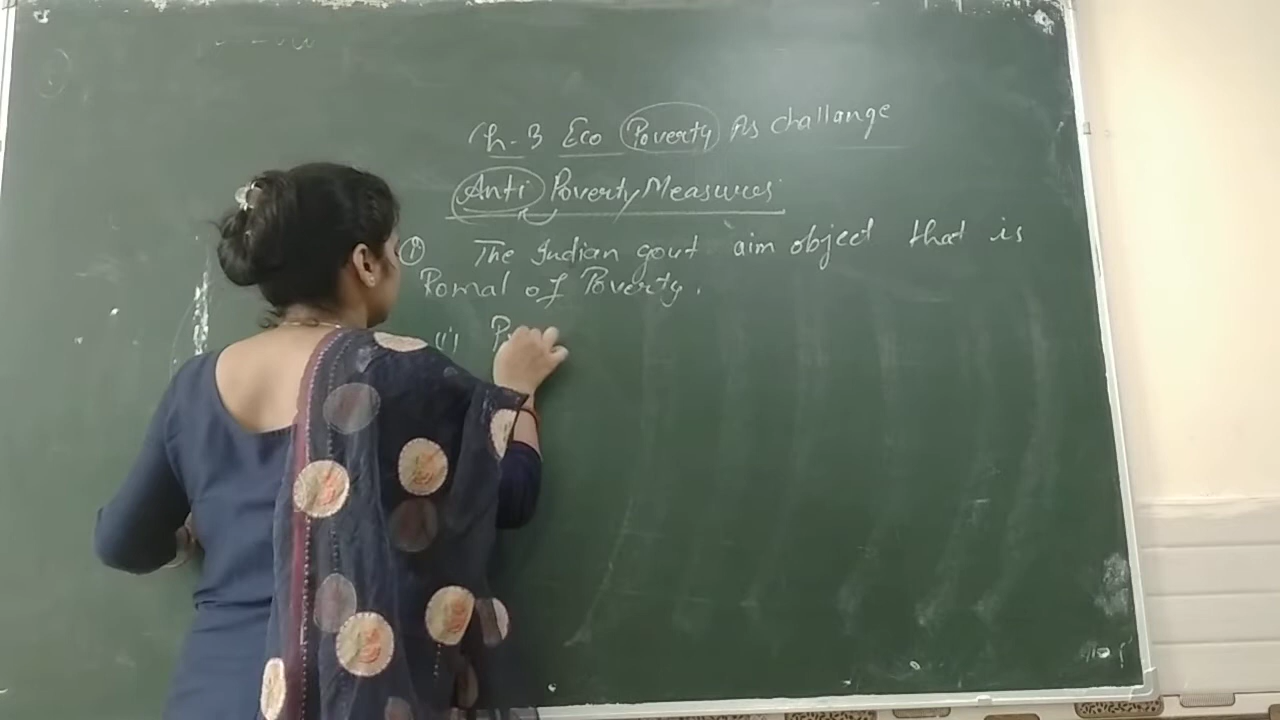 Ch-3 Eco Poverty As challange
Anti Poverty Measures
(i) The Indian govt aim object that is
Romal of Poverty.
(ii)